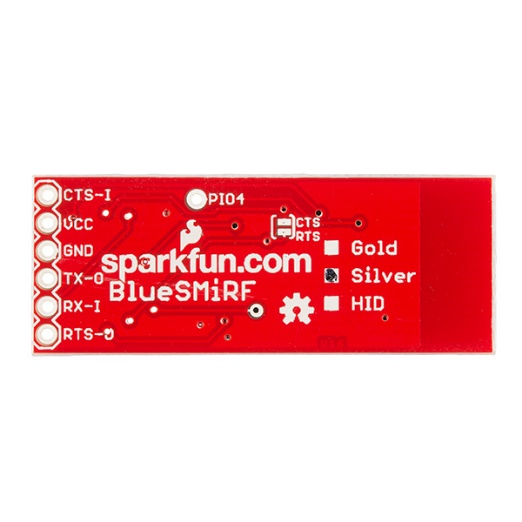 CTS-I
VCC
GND
TX-O
RX-I
RTS-O
PIO4
CTS
RTS
sparkfun.com
BlueSMiRF
Gold
Silver
HID